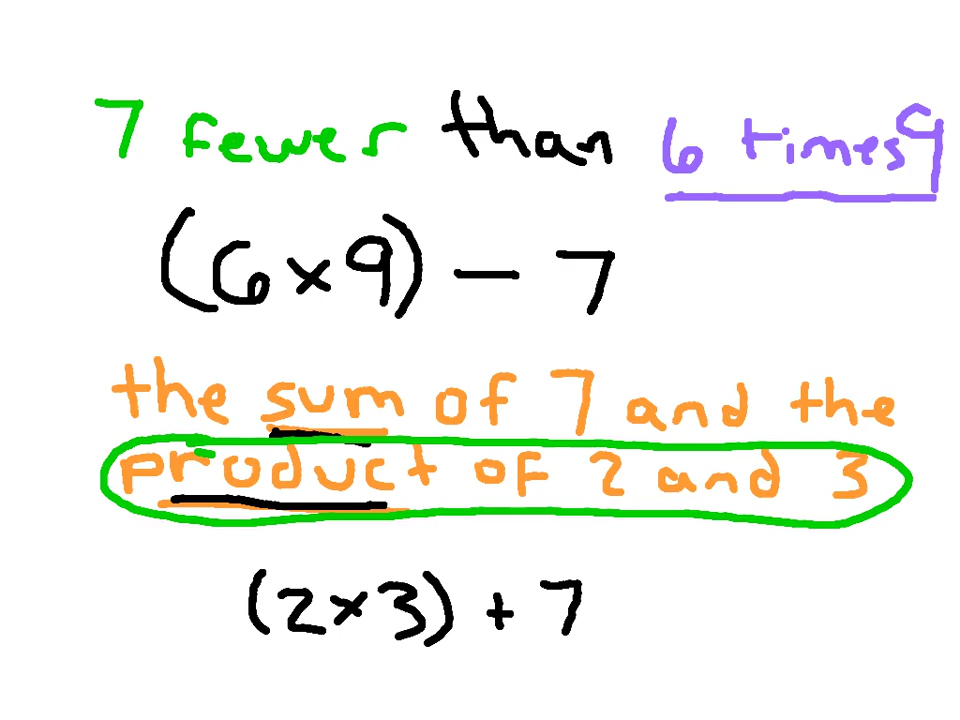 7 fewer than 6 times 9
(6×9) − 7
the sum of 7 and the
product of 2 and 3
(2×3) + 7